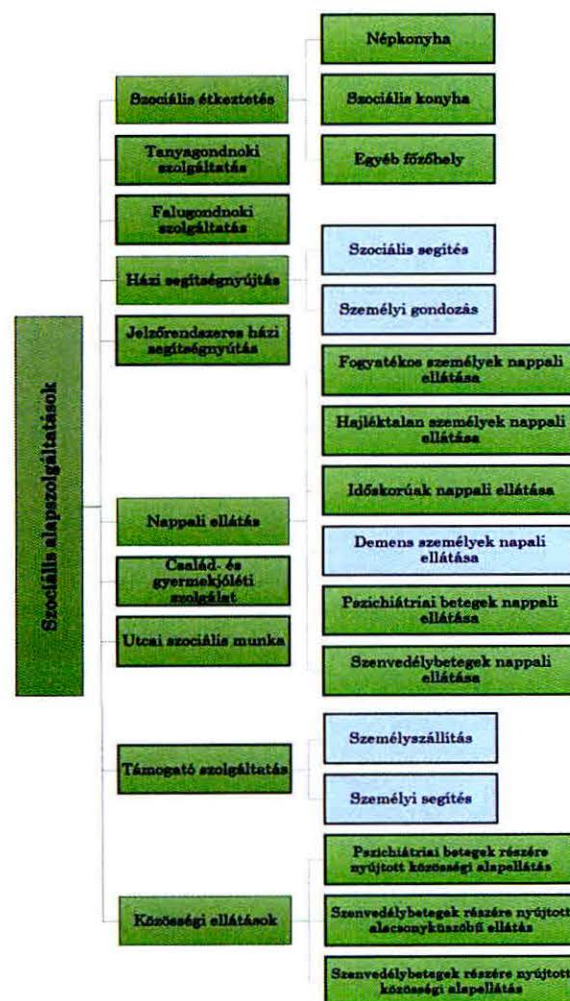 Népkonyha
Szociális étkeztetés
Szociális konyha
Tanyagondnoki
szolgáltatás
Egyéb főzőhely
Falugondnoki
szolgáltatás
Szociális segítés
Házi segítségnyújtás
Személyi gondozás
Jelzőrendszeres házi
segítségnyútás
Fogyatékos személyek nappali
ellátása
Hajléktalan személyek nappali
ellátása
Szociális alapszolgáltatások
Időskorúak nappali ellátása
Nappali ellátás
Demens személyek napali
ellátása
Család- és
gyermekjóléti
szolgálat
Pszichiátriai betegek nappali
ellátása
Utcai szociális munka
Szenvedélybetegek nappali
ellátása
Személyszállítás
Támogató szolgáltatás
Személyi segítés
Pszichiátriai betegek részére
nyújtott közösségi alapellátás
Közösségi ellátások
Szenvedélybetegek részére nyújtott
alacsonyküszöbű ellátás
Szenvedélybetegek részére nyújtott
közösségi alapellátás